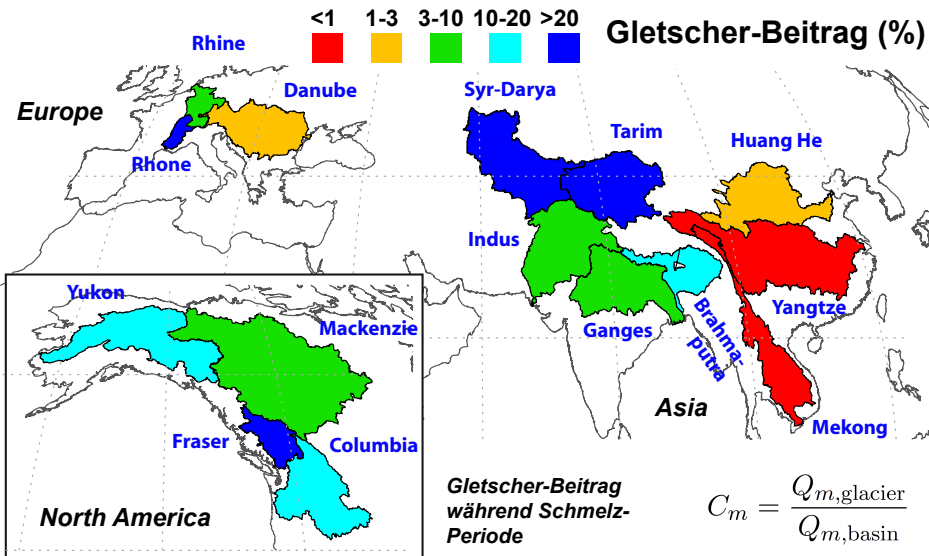 <1 1-3 3-10 10-20 >20
Gletscher-Beitrag (%)
Rhine
Europe
Danube
Rhone
Syr-Darya
Tarim
Huang He
Indus
Ganges
Brahma-
putra
Yangtze
Asia
Mekong
Yukon
Mackenzie
Fraser
Columbia
North America
Gletscher-Beitrag
während Schmelz-
Periode
C_m = Q_m,glacier / Q_m,basin